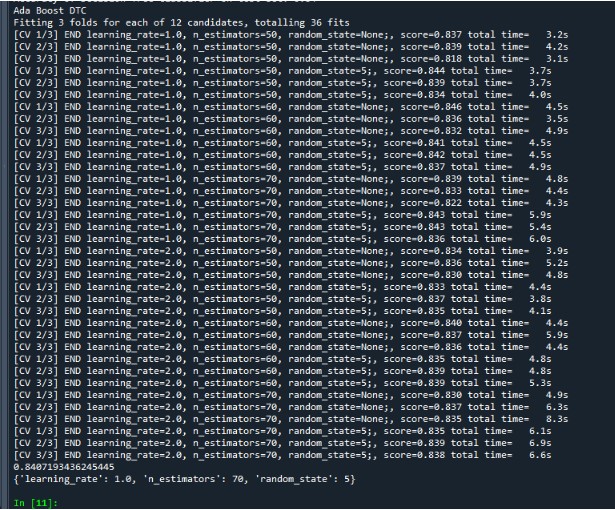 Ada Boost DTC
Fitting 3 folds for each of 12 candidates, totalling 36 fits
[CV 1/3] END learning_rate=1.0, n_estimators=50, random_state=None;, score=0.837 total time=   3.2s
[CV 2/3] END learning_rate=1.0, n_estimators=50, random_state=None;, score=0.839 total time=   4.2s
[CV 3/3] END learning_rate=1.0, n_estimators=50, random_state=None;, score=0.818 total time=   3.1s
[CV 1/3] END learning_rate=1.0, n_estimators=50, random_state=5;, score=0.844 total time=   3.7s
[CV 2/3] END learning_rate=1.0, n_estimators=50, random_state=5;, score=0.839 total time=   3.7s
[CV 3/3] END learning_rate=1.0, n_estimators=50, random_state=5;, score=0.834 total time=   4.0s
[CV 1/3] END learning_rate=1.0, n_estimators=60, random_state=None;, score=0.846 total time=   4.5s
[CV 2/3] END learning_rate=1.0, n_estimators=60, random_state=None;, score=0.836 total time=   3.5s
[CV 3/3] END learning_rate=1.0, n_estimators=60, random_state=None;, score=0.832 total time=   4.9s
[CV 1/3] END learning_rate=1.0, n_estimators=60, random_state=5;, score=0.841 total time=   4.5s
[CV 2/3] END learning_rate=1.0, n_estimators=60, random_state=5;, score=0.842 total time=   4.5s
[CV 3/3] END learning_rate=1.0, n_estimators=60, random_state=5;, score=0.837 total time=   4.9s
[CV 1/3] END learning_rate=1.0, n_estimators=70, random_state=None;, score=0.839 total time=   4.8s
[CV 2/3] END learning_rate=1.0, n_estimators=70, random_state=None;, score=0.833 total time=   4.4s
[CV 3/3] END learning_rate=1.0, n_estimators=70, random_state=None;, score=0.822 total time=   4.3s
[CV 1/3] END learning_rate=1.0, n_estimators=70, random_state=5;, score=0.843 total time=   5.9s
[CV 2/3] END learning_rate=1.0, n_estimators=70, random_state=5;, score=0.843 total time=   5.4s
[CV 3/3] END learning_rate=1.0, n_estimators=70, random_state=5;, score=0.836 total time=   6.0s
[CV 1/3] END learning_rate=2.0, n_estimators=50, random_state=None;, score=0.834 total time=   3.9s
[CV 2/3] END learning_rate=2.0, n_estimators=50, random_state=None;, score=0.836 total time=   5.2s
[CV 3/3] END learning_rate=2.0, n_estimators=50, random_state=None;, score=0.830 total time=   4.8s
[CV 1/3] END learning_rate=2.0, n_estimators=50, random_state=5;, score=0.833 total time=   4.4s
[CV 2/3] END learning_rate=2.0, n_estimators=50, random_state=5;, score=0.837 total time=   3.8s
[CV 3/3] END learning_rate=2.0, n_estimators=50, random_state=5;, score=0.835 total time=   4.1s
[CV 1/3] END learning_rate=2.0, n_estimators=60, random_state=None;, score=0.840 total time=   4.4s
[CV 2/3] END learning_rate=2.0, n_estimators=60, random_state=None;, score=0.837 total time=   5.9s
[CV 3/3] END learning_rate=2.0, n_estimators=60, random_state=None;, score=0.836 total time=   4.4s
[CV 1/3] END learning_rate=2.0, n_estimators=60, random_state=5;, score=0.835 total time=   4.8s
[CV 2/3] END learning_rate=2.0, n_estimators=60, random_state=5;, score=0.839 total time=   4.8s
[CV 3/3] END learning_rate=2.0, n_estimators=60, random_state=5;, score=0.839 total time=   5.3s
[CV 1/3] END learning_rate=2.0, n_estimators=70, random_state=None;, score=0.830 total time=   4.9s
[CV 2/3] END learning_rate=2.0, n_estimators=70, random_state=None;, score=0.837 total time=   6.3s
[CV 3/3] END learning_rate=2.0, n_estimators=70, random_state=None;, score=0.835 total time=   8.3s
[CV 1/3] END learning_rate=2.0, n_estimators=70, random_state=5;, score=0.835 total time=   6.1s
[CV 2/3] END learning_rate=2.0, n_estimators=70, random_state=5;, score=0.839 total time=   6.9s
[CV 3/3] END learning_rate=2.0, n_estimators=70, random_state=5;, score=0.838 total time=   6.6s
0.8407193436245445
{'learning_rate': 1.0, 'n_estimators': 70, 'random_state': 5}
In [11]: